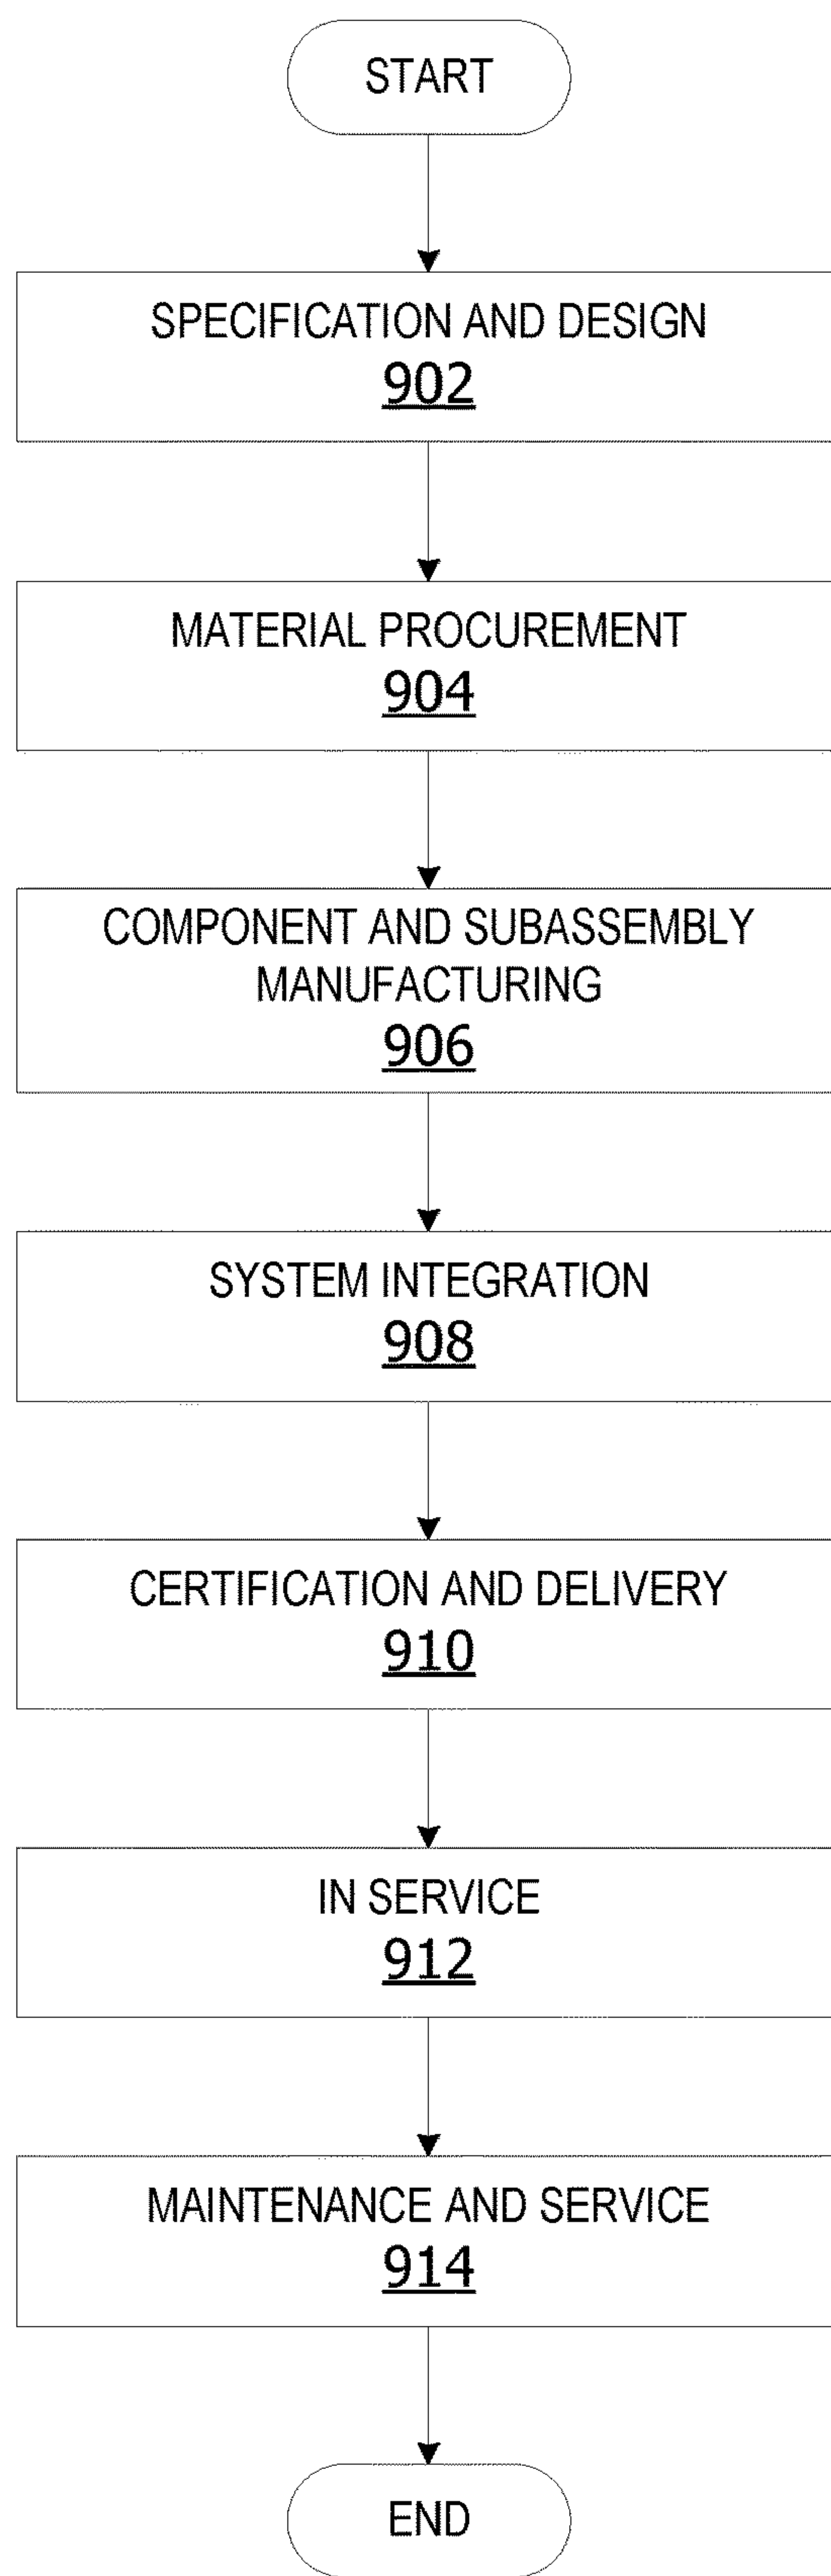 START
SPECIFICATION AND DESIGN
902
MATERIAL PROCUREMENT
904
COMPONENT AND SUBASSEMBLY
MANUFACTURING
906
SYSTEM INTEGRATION
908
CERTIFICATION AND DELIVERY
910
IN SERVICE
912
MAINTENANCE AND SERVICE
914
END